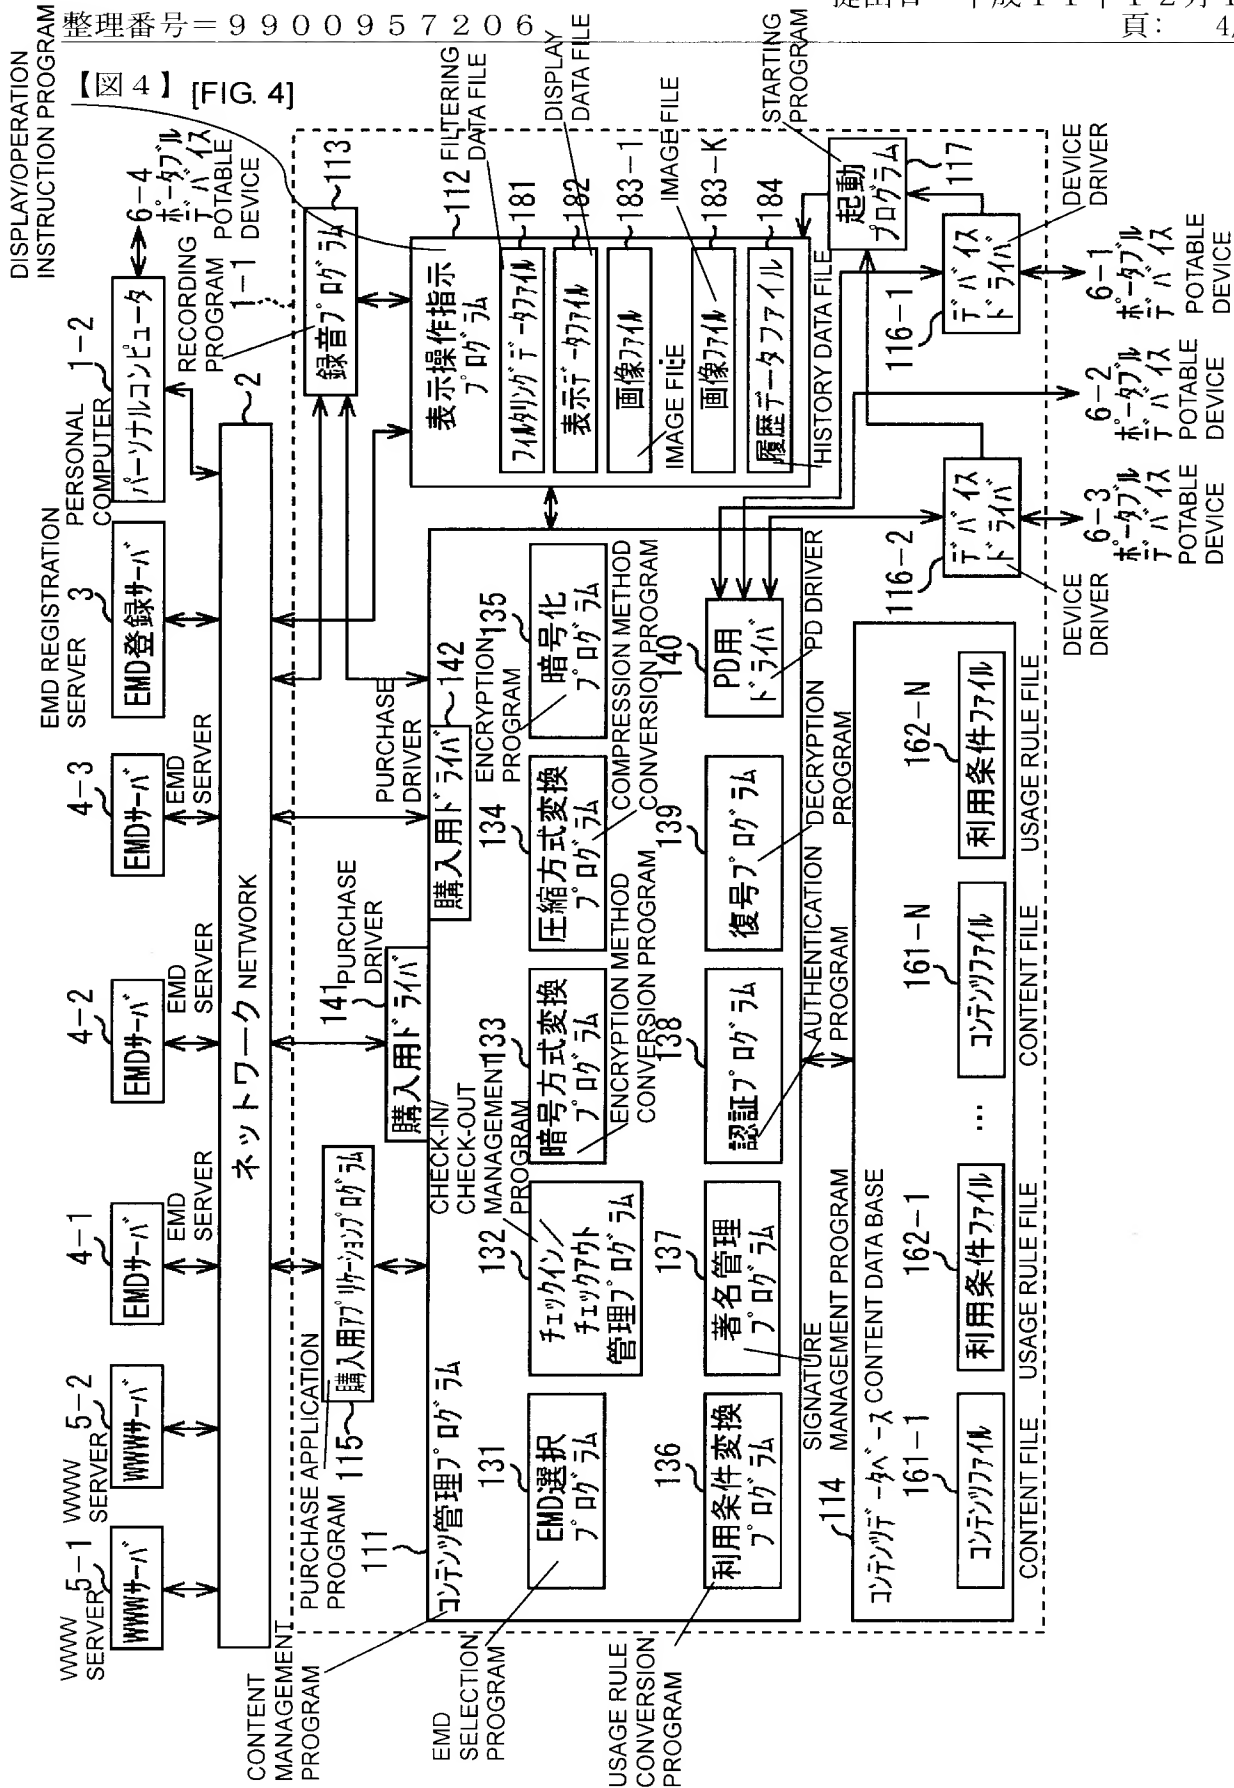 提出日 平成11年12月1
整理番号=9900957206
頁: 4/
【図4】 [FIG. 4]
WWW
SERVER
5-1
WWWサーバ
WWW
SERVER
5-2
WWWサーバ
4-1
EMDサーバ
EMD
SERVER
4-2
EMDサーバ
EMD
SERVER
4-3
EMDサーバ
EMD
SERVER
EMD REGISTRATION
SERVER
3
EMD登録サーバ
PERSONAL
COMPUTER
1-2
パーソナルコンピュータ
6-4
ポータブル
デバイス
POTABLE
DEVICE
DISPLAY/OPERATION
INSTRUCTION PROGRAM
ネットワーク NETWORK
2
1-1
RECORDING
PROGRAM
録音プログラム
113
PURCHASE APPLICATION
PROGRAM
115
購入用アプリケーションプログラム
141
購入用ドライバ
PURCHASE
DRIVER
142
購入用ドライバ
PURCHASE
DRIVER
CONTENT
MANAGEMENT
PROGRAM
111
コンテンツ管理プログラム
EMD
SELECTION
PROGRAM
131
EMD選択
プログラム
CHECK-IN/
CHECK-OUT
MANAGEMENT
PROGRAM
132
チェックイン/
チェックアウト
管理プログラム
133
暗号方式変換
プログラム
ENCRYPTION METHOD
CONVERSION PROGRAM
134
圧縮方式変換
プログラム
COMPRESSION METHOD
CONVERSION PROGRAM
ENCRYPTION
PROGRAM
135
暗号化
プログラム
USAGE RULE
CONVERSION
PROGRAM
136
利用条件変換
プログラム
137
署名管理
プログラム
SIGNATURE
MANAGEMENT PROGRAM
138
認証プログラム
AUTHENTICATION
PROGRAM
139
復号プログラム
DECRYPTION
PROGRAM
140
PD用
ドライバ
PD DRIVER
112
表示操作指示
プログラム
FILTERING
DATA FILE
181
フィルタリングデータファイル
DISPLAY
DATA FILE
182
表示データファイル
183-1
画像ファイル
IMAGE FILE
IMAGE FILE
183-K
画像ファイル
184
履歴データファイル
HISTORY DATA FILE
STARTING
PROGRAM
起動
プログラム
117
116-1
デバイス
ドライバ
DEVICE
DRIVER
116-2
デバイス
ドライバ
DEVICE
DRIVER
6-1
ポータブル
デバイス
POTABLE
DEVICE
6-2
ポータブル
デバイス
POTABLE
DEVICE
6-3
ポータブル
デバイス
POTABLE
DEVICE
114
コンテンツデータベース CONTENT DATA BASE
161-1
コンテンツファイル
CONTENT FILE
162-1
利用条件ファイル
USAGE RULE FILE
…
161-N
コンテンツファイル
CONTENT FILE
162-N
利用条件ファイル
USAGE RULE FILE